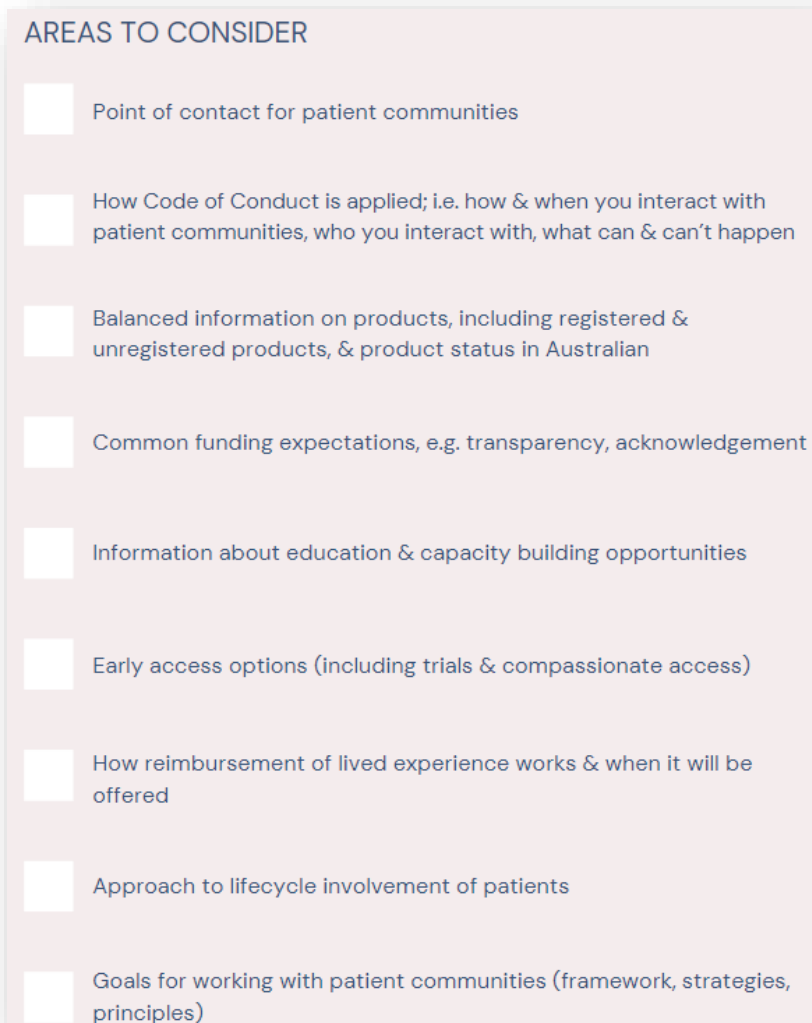 AREAS TO CONSIDER
Point of contact for patient communities
How Code of Conduct is applied; i.e. how & when you interact with
patient communities, who you interact with, what can & can't happen
Balanced information on products, including registered &
unregistered products, & product status in Australian
Common funding expectations, e.g. transparency, acknowledgement
Information about education & capacity building opportunities
Early access options (including trials & compassionate access)
How reimbursement of lived experience works & when it will be
offered
Approach to lifecycle involvement of patients
Goals for working with patient communities (framework, strategies,
principles)